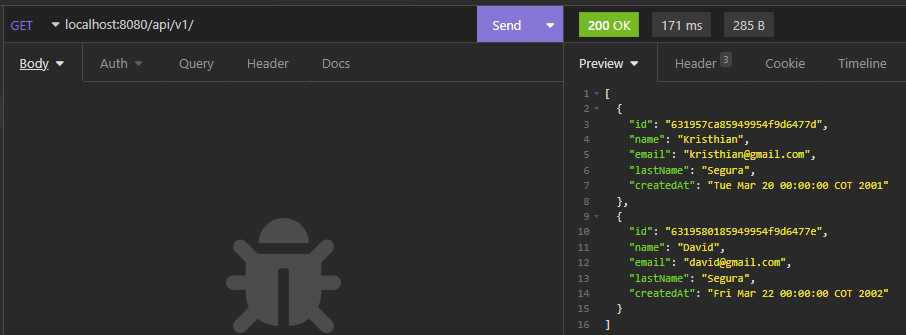 GET localhost:8080/api/v1/ Send 200 OK 171 ms 285 B
Body Auth Query Header Docs Preview Header 3 Cookie Timeline
1 [
2 {
3 "id": "631957ca85949954f9d6477d",
4 "name": "Kristhian",
5 "email": "kristhian@gmail.com",
6 "lastName": "Segura",
7 "createdAt": "Tue Mar 20 00:00:00 COT 2001"
8 },
9 {
10 "id": "6319580185949954f9d6477e",
11 "name": "David",
12 "email": "david@gmail.com",
13 "lastName": "Segura",
14 "createdAt": "Fri Mar 22 00:00:00 COT 2002"
15 }
16 ]